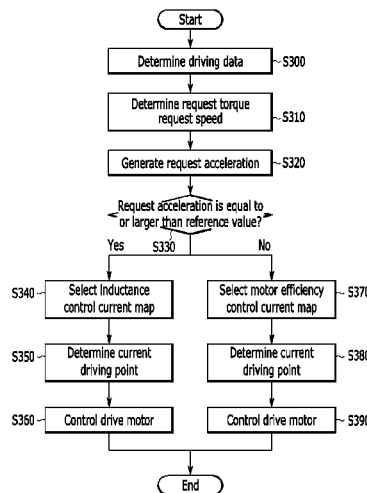 Start
Determine driving data
S300
Determine request torque
request speed
S310
Generate request acceleration
S320
Request acceleration is equal to
or larger than reference value?
S330
Yes
No
S340
Select Inductance
control current map
Select motor efficiency
control current map
S370
S350
Determine current
driving point
Determine current
driving point
S380
S360
Control drive motor
Control drive motor
S390
End